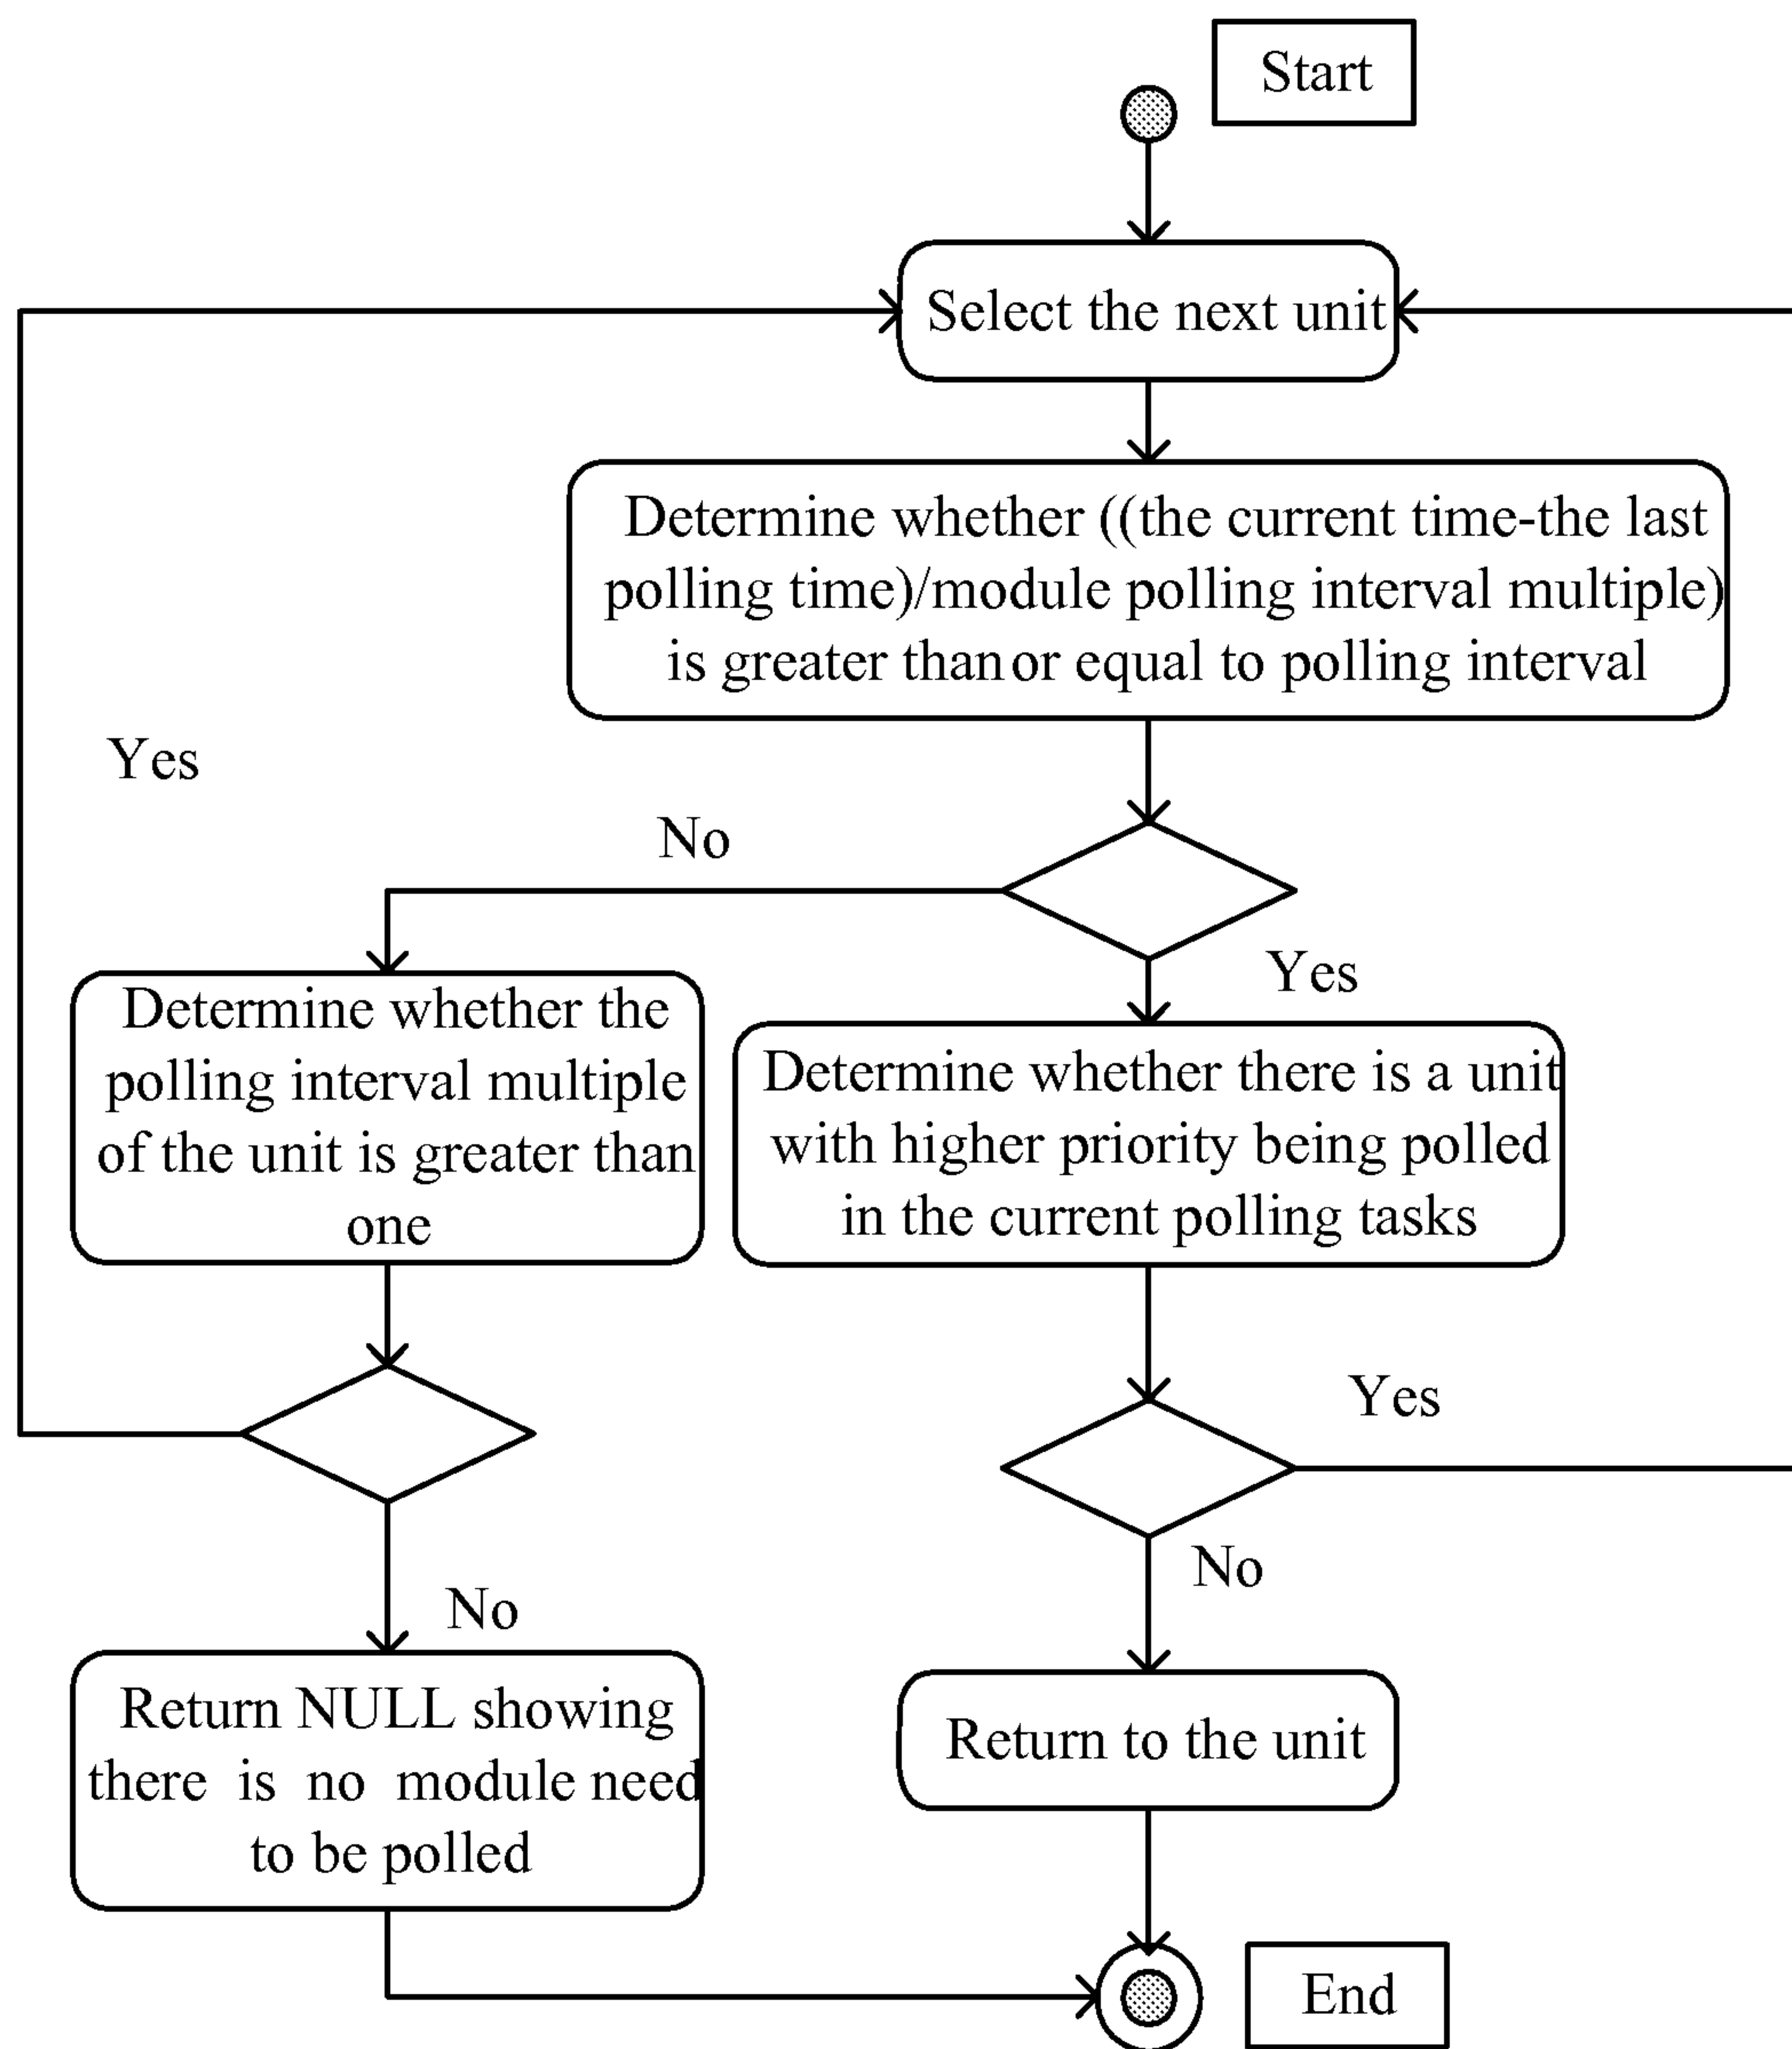 Start
Select the next unit
Determine whether ((the current time-the last
polling time)/module polling interval multiple)
is greater than or equal to polling interval
Yes
No
Yes
Determine whether the
polling interval multiple
of the unit is greater than
one
Determine whether there is a unit
with higher priority being polled
in the current polling tasks
Yes
No
No
Return NULL showing
there is no module need
to be polled
Return to the unit
End